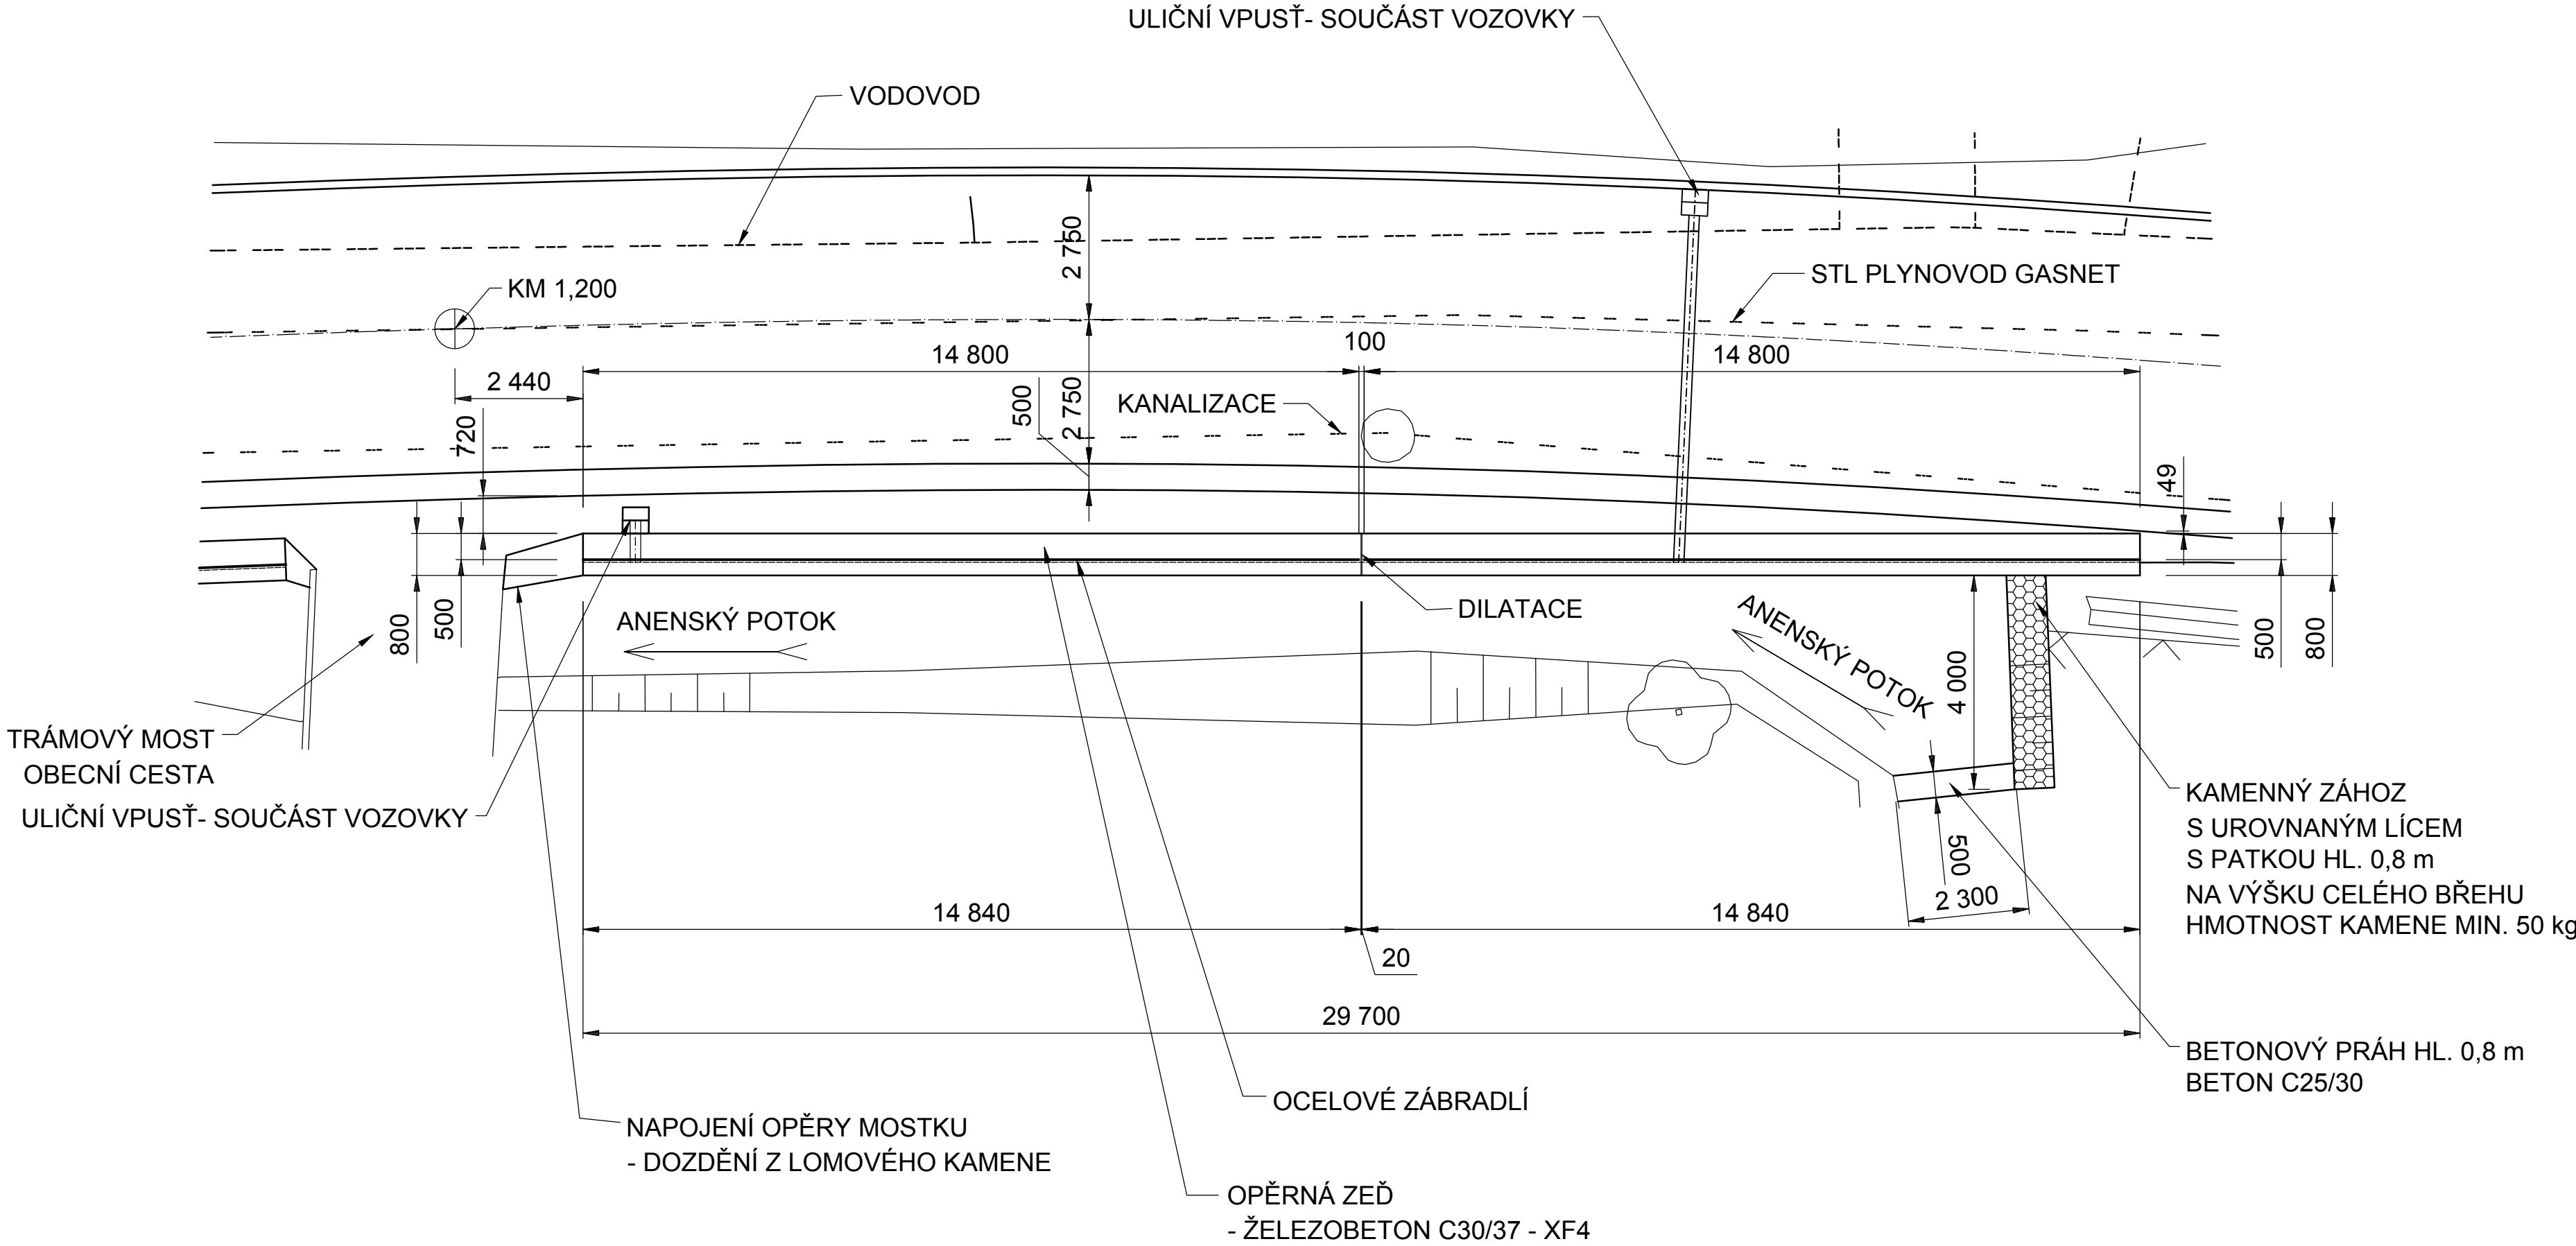 ULIČNÍ VPUSŤ- SOUČÁST VOZOVKY
VODOVOD
2 750
KM 1,200
STL PLYNOVOD GASNET
100
14 800
14 800
2 440
500
2 750
KANALIZACE
720
49
800
500
ANENSKÝ POTOK
DILATACE
ANENSKÝ POTOK
4 000
500
800
TRÁMOVÝ MOST
OBECNÍ CESTA
ULIČNÍ VPUSŤ- SOUČÁST VOZOVKY
KAMENNÝ ZÁHOZ
S UROVNANÝM LÍCEM
S PATKOU HL. 0,8 m
NA VÝŠKU CELÉHO BŘEHU
HMOTNOST KAMENE MIN. 50 kg
500
2 300
14 840
14 840
20
29 700
BETONOVÝ PRÁH HL. 0,8 m
BETON C25/30
OCELOVÉ ZÁBRADLÍ
NAPOJENÍ OPĚRY MOSTKU
- DOZDĚNÍ Z LOMOVÉHO KAMENE
OPĚRNÁ ZEĎ
- ŽELEZOBETON C30/37 - XF4